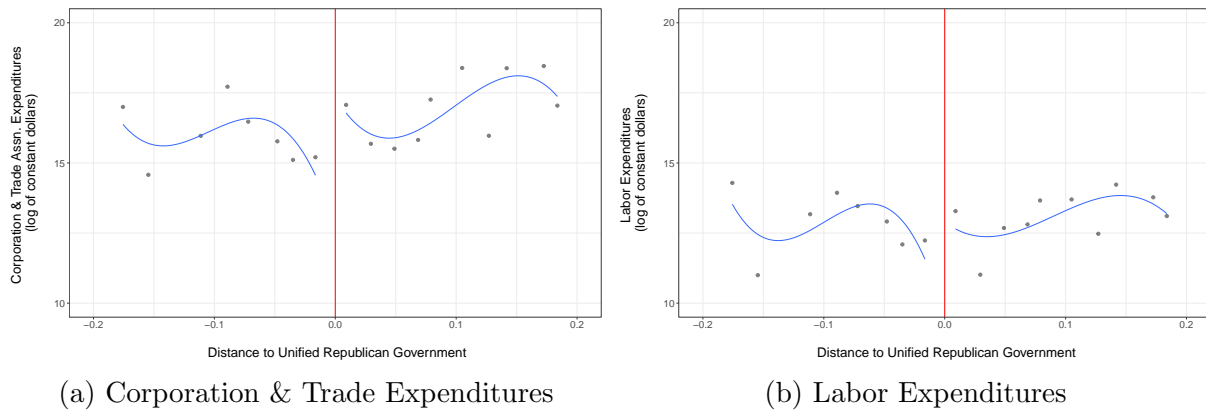 20
15
10
Corporation & Trade Assn. Expenditures
(log of constant dollars)
−0.2 −0.1 0.0 0.1 0.2
Distance to Unified Republican Government
(a) Corporation & Trade Expenditures
20
15
10
Labor Expenditures
(log of constant dollars)
−0.2 −0.1 0.0 0.1 0.2
Distance to Unified Republican Government
(b) Labor Expenditures